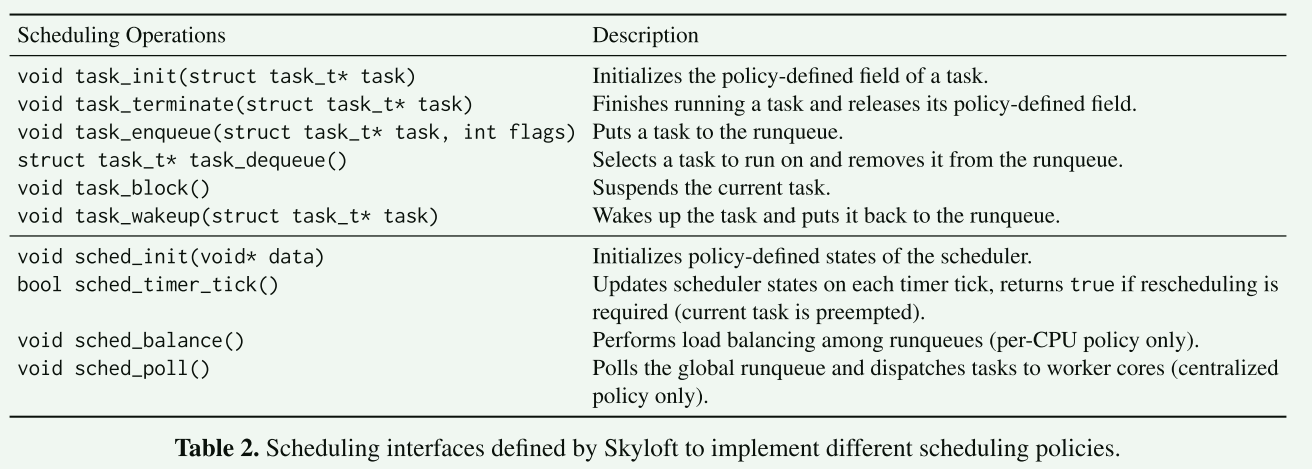 Scheduling Operations Description
void task_init(struct task_t* task) Initializes the policy-defined field of a task.
void task_terminate(struct task_t* task) Finishes running a task and releases its policy-defined field.
void task_enqueue(struct task_t* task, int flags) Puts a task to the runqueue.
struct task_t* task_dequeue() Selects a task to run on and removes it from the runqueue.
void task_block() Suspends the current task.
void task_wakeup(struct task_t* task) Wakes up the task and puts it back to the runqueue.
void sched_init(void* data) Initializes policy-defined states of the scheduler.
bool sched_timer_tick() Updates scheduler states on each timer tick, returns true if rescheduling is
required (current task is preempted).
void sched_balance() Performs load balancing among runqueues (per-CPU policy only).
void sched_poll() Polls the global runqueue and dispatches tasks to worker cores (centralized
policy only).
Table 2. Scheduling interfaces defined by Skyloft to implement different scheduling policies.